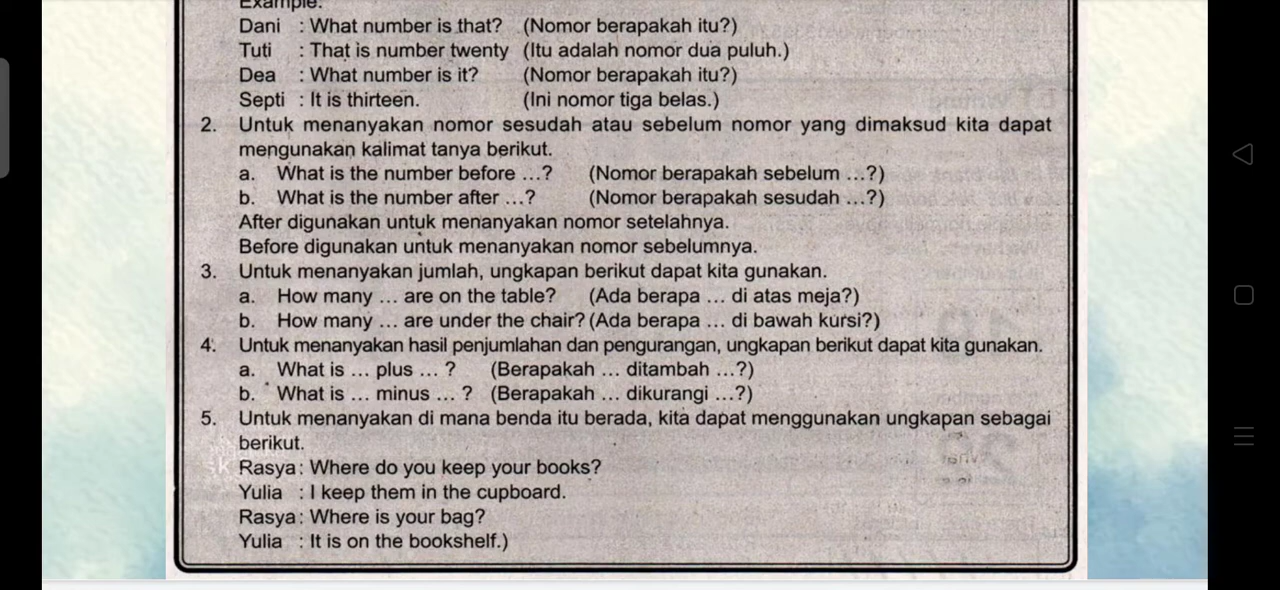 Example:
Dani : What number is that? (Nomor berapakah itu?)
Tuti : That is number twenty (Itu adalah nomor dua puluh.)
Dea : What number is it? (Nomor berapakah itu?)
Septi : It is thirteen. (Ini nomor tiga belas.)
2. Untuk menanyakan nomor sesudah atau sebelum nomor yang dimaksud kita dapat
mengunakan kalimat tanya berikut.
a. What is the number before ...? (Nomor berapakah sebelum ...?)
b. What is the number after ...? (Nomor berapakah sesudah ...?)
After digunakan untuk menanyakan nomor setelahnya.
Before digunakan untuk menanyakan nomor sebelumnya.
3. Untuk menanyakan jumlah, ungkapan berikut dapat kita gunakan.
a. How many ... are on the table? (Ada berapa ... di atas meja?)
b. How many ... are under the chair? (Ada berapa ... di bawah kursi?)
4. Untuk menanyakan hasil penjumlahan dan pengurangan, ungkapan berikut dapat kita gunakan.
a. What is ... plus ... ? (Berapakah ... ditambah ...?)
b. What is ... minus ... ? (Berapakah ... dikurangi ...?)
5. Untuk menanyakan di mana benda itu berada, kita dapat menggunakan ungkapan sebagai
berikut.
Rasya : Where do you keep your books?
Yulia : I keep them in the cupboard.
Rasya : Where is your bag?
Yulia : It is on the bookshelf.)